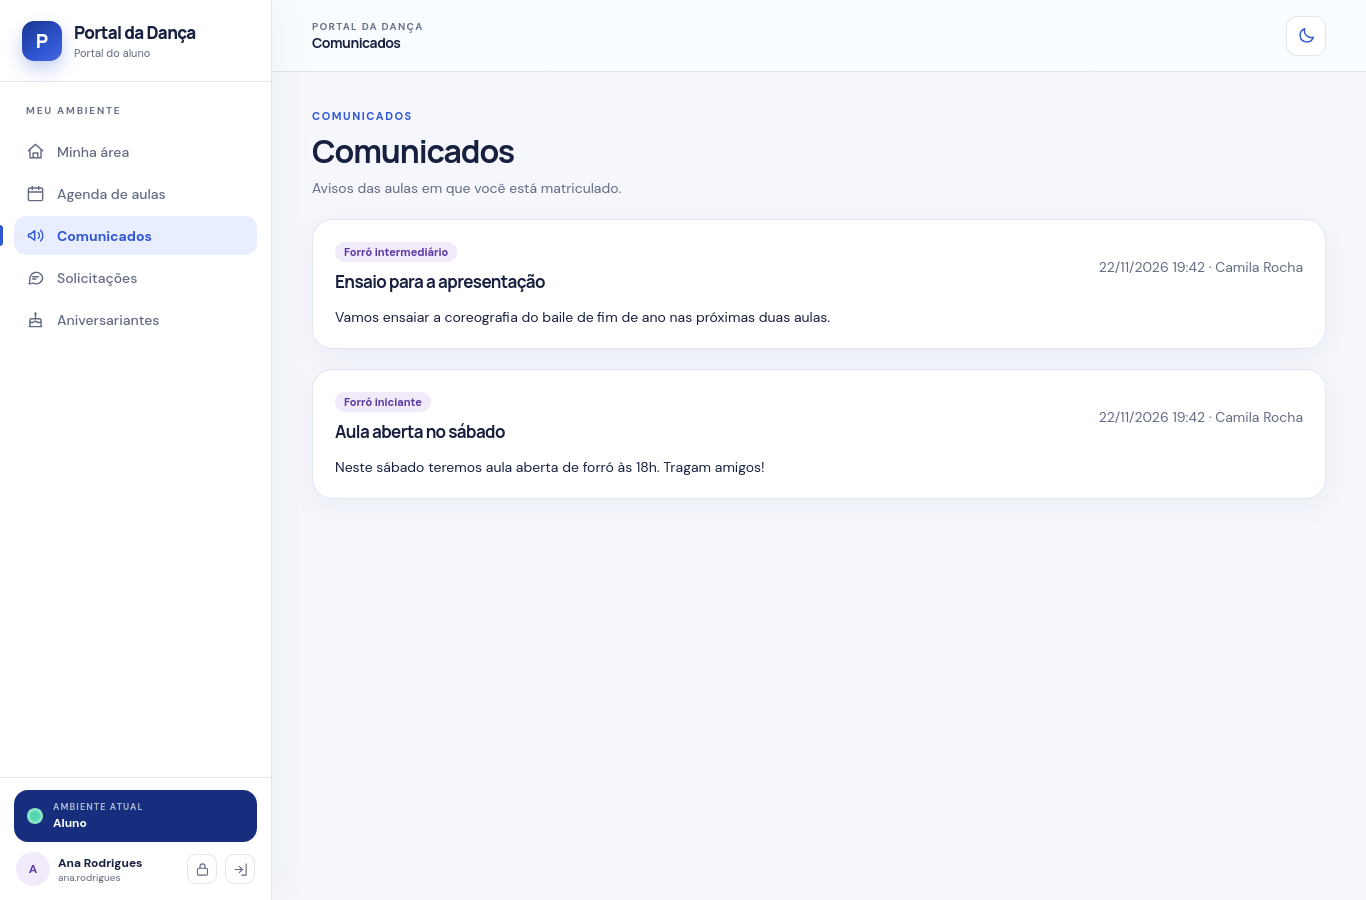 P
Portal da Dança
Portal do aluno
MEU AMBIENTE
Minha área
Agenda de aulas
Comunicados
Solicitações
Aniversariantes
AMBIENTE ATUAL
Aluno
A
Ana Rodrigues
ana.rodrigues
PORTAL DA DANÇA
Comunicados
COMUNICADOS
Comunicados
Avisos das aulas em que você está matriculado.
Forró intermediário
Ensaio para a apresentação
22/11/2026 19:42 · Camila Rocha
Vamos ensaiar a coreografia do baile de fim de ano nas próximas duas aulas.
Forró iniciante
Aula aberta no sábado
22/11/2026 19:42 · Camila Rocha
Neste sábado teremos aula aberta de forró às 18h. Tragam amigos!